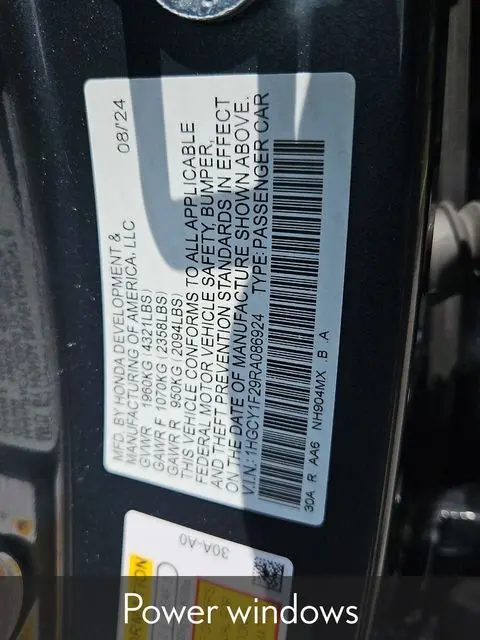 MFD. BY HONDA DEVELOPMENT &
MANUFACTURING OF AMERICA, LLC
08/'24
GVWR 1960KG (4321LBS)
GAWR F 1070KG (2358LBS)
GAWR R 950KG (2094LBS)
THIS VEHICLE CONFORMS TO ALL APPLICABLE
FEDERAL MOTOR VEHICLE SAFETY, BUMPER,
AND THEFT PREVENTION STANDARDS IN EFFECT
ON THE DATE OF MANUFACTURE SHOWN ABOVE.
V.I.N.: 1HGCY1F29RA086924 TYPE:PASSENGER CAR
30A R AA6 NH904MX B A
30A-A0
Power windows